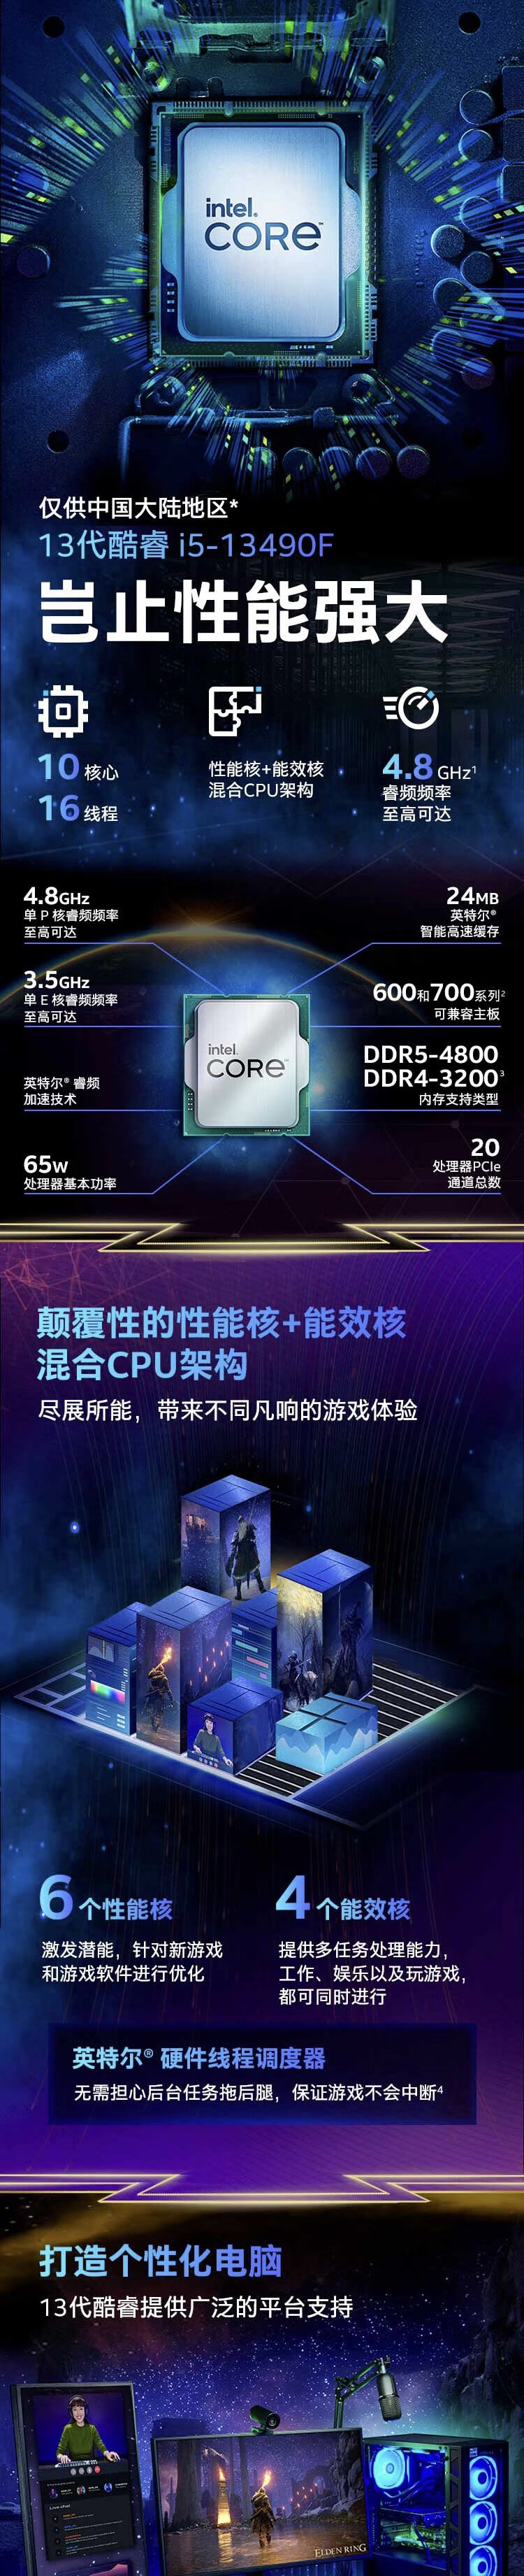 intel.
CORe™
仅供中国大陆地区*
13代酷睿 i5-13490F
岂止性能强大
10 核心
16 线程
性能核+能效核
混合CPU架构
4.8 GHz¹
睿频频率
至高可达
4.8GHz
单 P 核睿频频率
至高可达
3.5GHz
单 E 核睿频频率
至高可达
英特尔® 睿频
加速技术
65W
处理器基本功率
intel.
CORe™
24MB
英特尔®
智能高速缓存
600和700系列²
可兼容主板
DDR5-4800
DDR4-3200³
内存支持类型
20
处理器PCIe
通道总数
颠覆性的性能核+能效核
混合CPU架构
尽展所能，带来不同凡响的游戏体验
6 个性能核
激发潜能，针对新游戏
和游戏软件进行优化
4 个能效核
提供多任务处理能力，
工作、娱乐以及玩游戏，
都可同时进行
英特尔® 硬件线程调度器
无需担心后台任务拖后腿，保证游戏不会中断⁴
打造个性化电脑
13代酷睿提供广泛的平台支持
Live chat
ELDEN RING